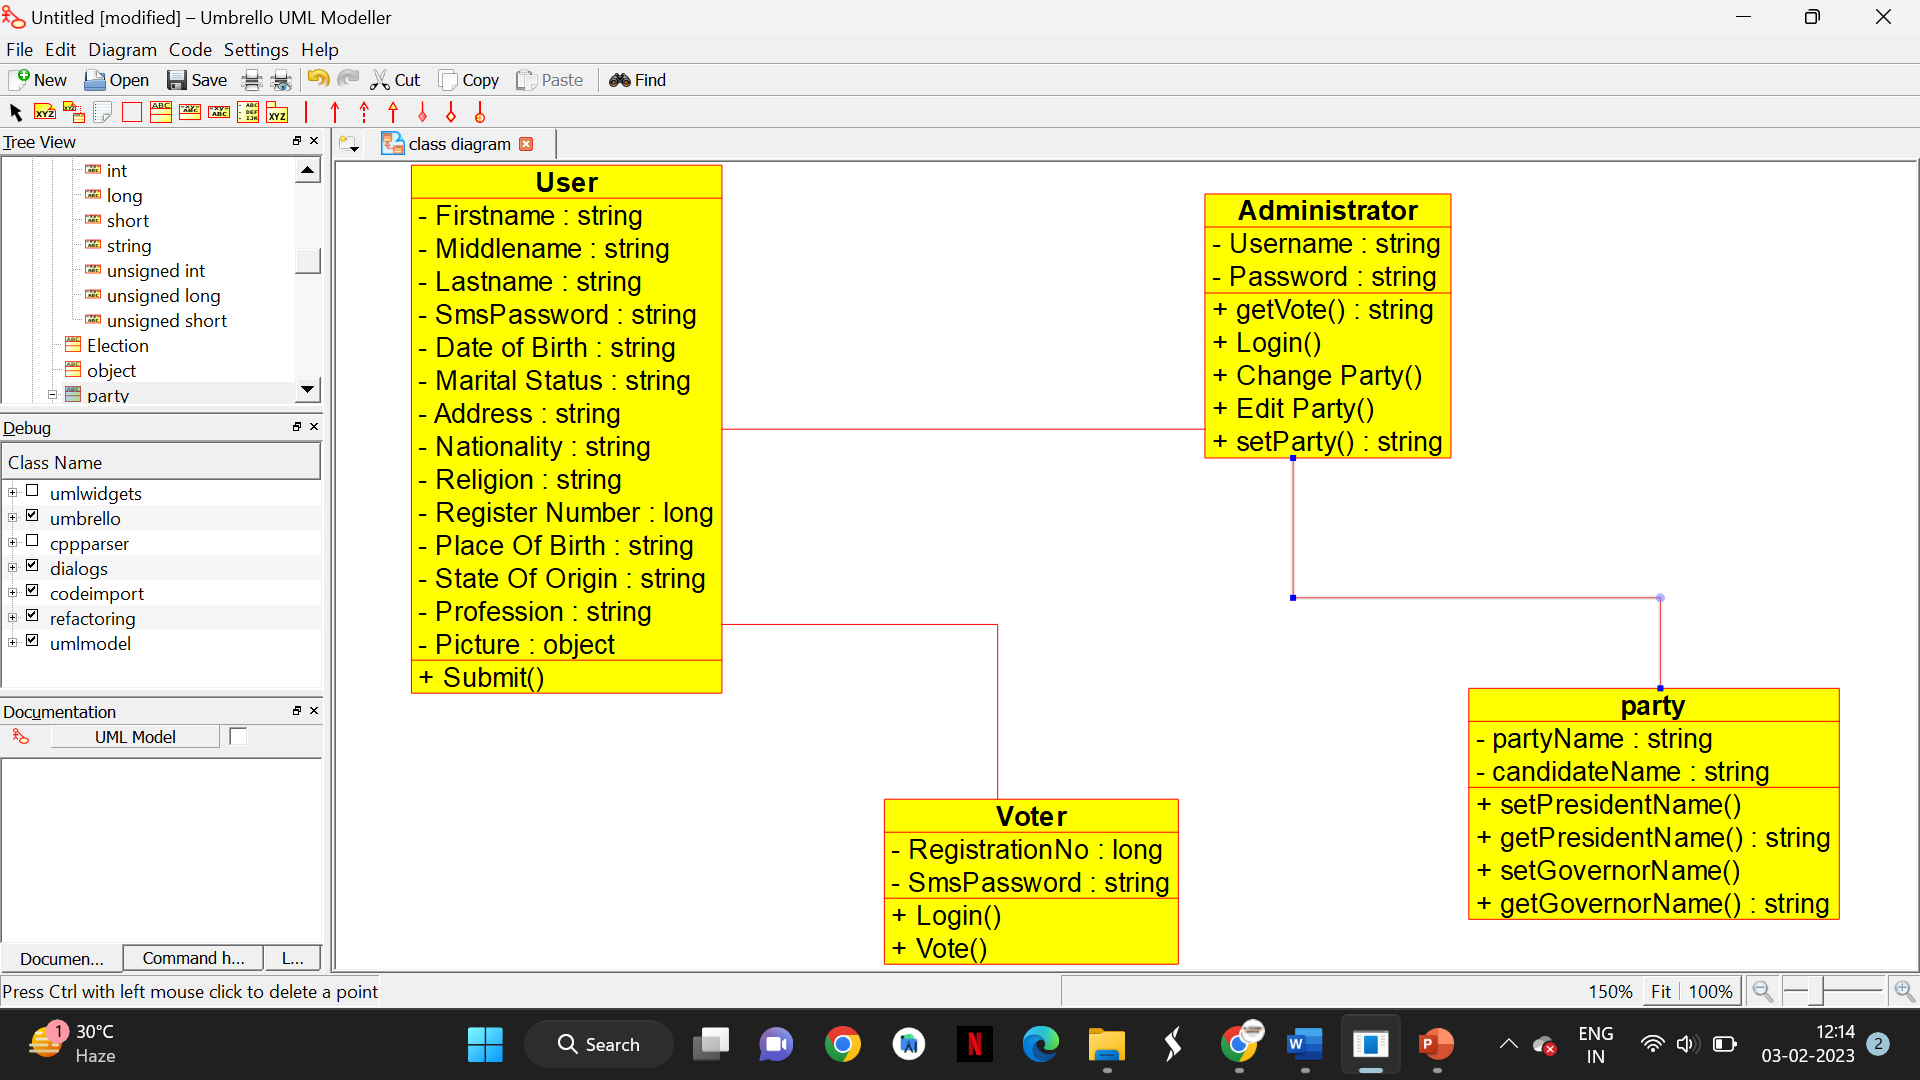 Untitled [modified] – Umbrello UML Modeller
File Edit Diagram Code Settings Help
New Open Save Cut Copy Paste Find
Tree View
class diagram
int
long
short
string
unsigned int
unsigned long
unsigned short
Election
object
party
Debug
Class Name
umlwidgets
umbrello
cppparser
dialogs
codeimport
refactoring
umlmodel
Documentation
UML Model
Documen... Command h... L...
User
- Firstname : string
- Middlename : string
- Lastname : string
- SmsPassword : string
- Date of Birth : string
- Marital Status : string
- Address : string
- Nationality : string
- Religion : string
- Register Number : long
- Place Of Birth : string
- State Of Origin : string
- Profession : string
- Picture : object
+ Submit()
Administrator
- Username : string
- Password : string
+ getVote() : string
+ Login()
+ Change Party()
+ Edit Party()
+ setParty() : string
Voter
- RegistrationNo : long
- SmsPassword : string
+ Login()
+ Vote()
party
- partyName : string
- candidateName : string
+ setPresidentName()
+ getPresidentName() : string
+ setGovernorName()
+ getGovernorName() : string
Press Ctrl with left mouse click to delete a point
150% Fit 100%
1 30°C
Haze
Search
ENG
IN
12:14
03-02-2023
2